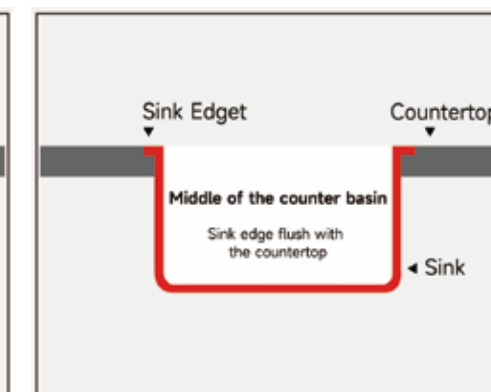 Sink Edget
Countertop
Middle of the counter basin
Sink edge flush with
the countertop
Sink